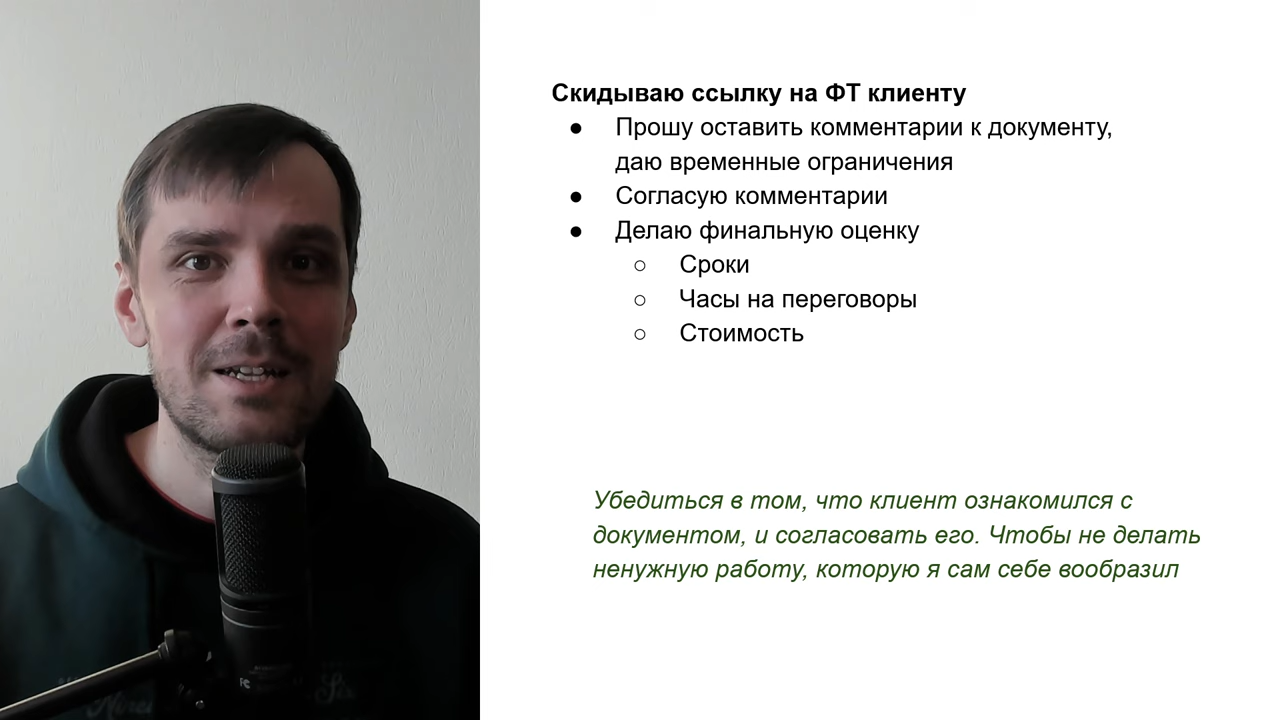 Скидываю ссылку на ФТ клиенту
● Прошу оставить комментарии к документу,
даю временные ограничения
● Согласую комментарии
● Делаю финальную оценку
○ Сроки
○ Часы на переговоры
○ Стоимость
Убедиться в том, что клиент ознакомился с
документом, и согласовать его. Чтобы не делать
ненужную работу, которую я сам себе вообразил